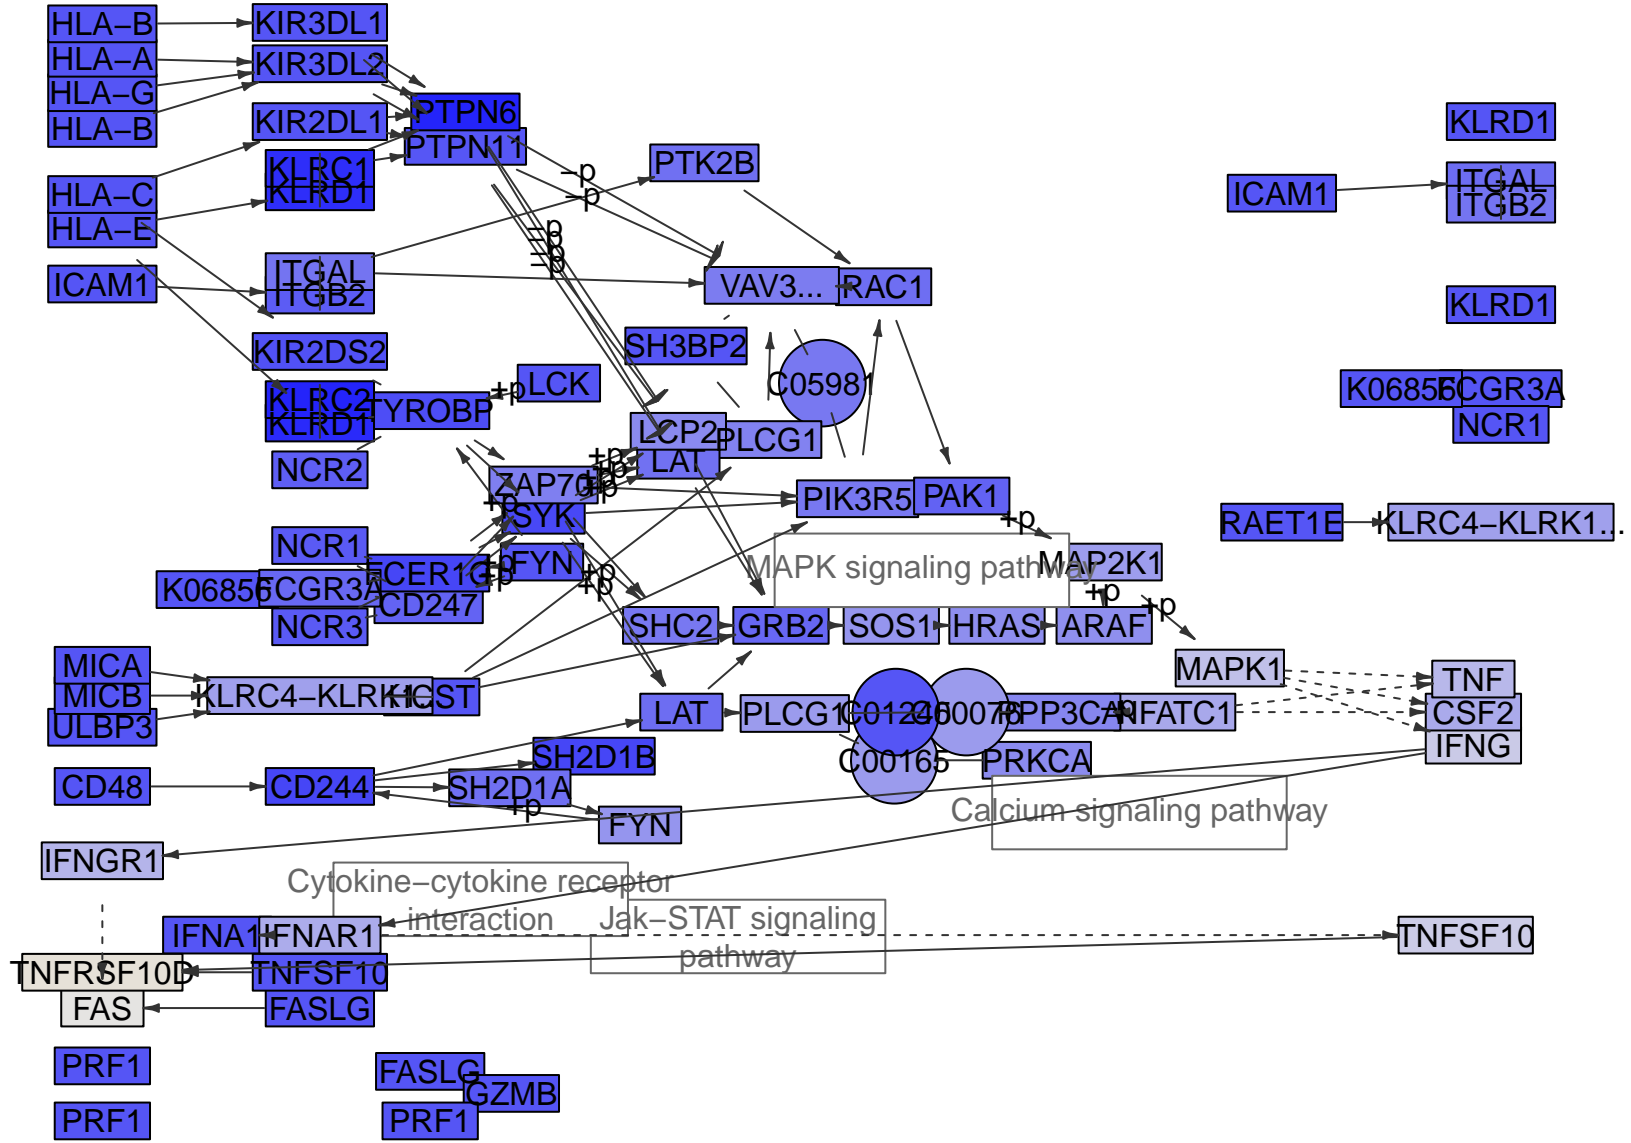 HLA−B
KIR3DL1
HLA−A
KIR3DL2
HLA−G
HLA−B
KIR2DL1
PTPN6
PTPN11
KLRC1
KLRD1
HLA−C
HLA−E
ICAM1
ITGAL
ITGB2
PTK2B
−p
−p
−p
−p
−p
−p
VAV3...
RAC1
KLRD1
ICAM1
ITGAL
ITGB2
KLRD1
KIR2DS2
SH3BP2
C05981
KLRC2
KLRD1
TYROBP
+p
LCK
K06856
FCGR3A
NCR1
NCR2
LCP2
PLCG1
LAT
ZAP70
+p
+p
+p
+p
+p
SYK
PIK3R5
PAK1
+p
RAET1E
KLRC4−KLRK1...
NCR1
FCER1G
FYN
+p
+p
+p
+p
MAPK signaling pathway
MAP2K1
K06856
FCGR3A
CD247
NCR3
SHC2
GRB2
SOS1
HRAS
ARAF
+p
+p
MICA
MICB
ULBP3
KLRC4−KLRK1...
HCST
MAPK1
TNF
CSF2
IFNG
LAT
PLCG1
C01245
C00076
C00165
PPP3CA
−p
NFATC1
PRKCA
CD48
CD244
SH2D1B
SH2D1A
+p
FYN
Calcium signaling pathway
IFNGR1
Cytokine−cytokine receptor
interaction
Jak−STAT signaling
pathway
IFNA1
IFNAR1
TNFSF10
TNFRSF10D
TNFSF10
FAS
FASLG
PRF1
FASLG
GZMB
PRF1
PRF1